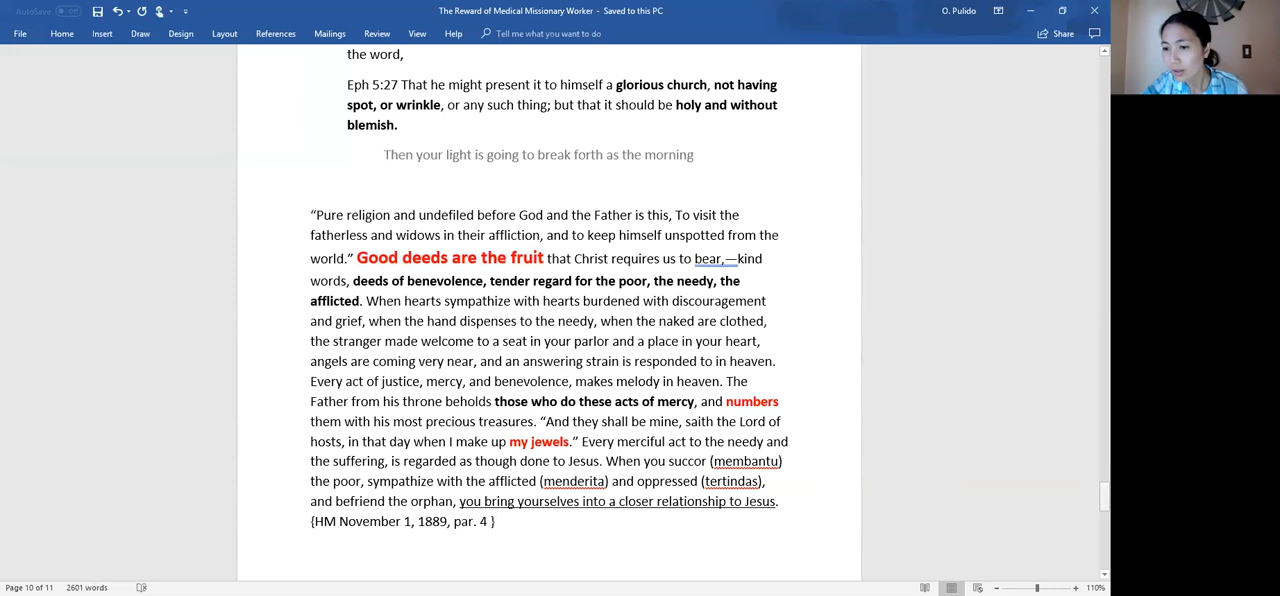 AutoSave Off
The Reward of Medical Missionary Worker - Saved to this PC
O. Pulido
File Home Insert Draw Design Layout References Mailings Review View Help Tell me what you want to do Share
the word,
Eph 5:27 That he might present it to himself a glorious church, not having
spot, or wrinkle, or any such thing; but that it should be holy and without
blemish.
Then your light is going to break forth as the morning
“Pure religion and undefiled before God and the Father is this, To visit the
fatherless and widows in their affliction, and to keep himself unspotted from the
world.” Good deeds are the fruit that Christ requires us to bear,—kind
words, deeds of benevolence, tender regard for the poor, the needy, the
afflicted. When hearts sympathize with hearts burdened with discouragement
and grief, when the hand dispenses to the needy, when the naked are clothed,
the stranger made welcome to a seat in your parlor and a place in your heart,
angels are coming very near, and an answering strain is responded to in heaven.
Every act of justice, mercy, and benevolence, makes melody in heaven. The
Father from his throne beholds those who do these acts of mercy, and numbers
them with his most precious treasures. “And they shall be mine, saith the Lord of
hosts, in that day when I make up my jewels.” Every merciful act to the needy and
the suffering, is regarded as though done to Jesus. When you succor (membantu)
the poor, sympathize with the afflicted (menderita) and oppressed (tertindas),
and befriend the orphan, you bring yourselves into a closer relationship to Jesus.
{HM November 1, 1889, par. 4 }
Page 10 of 11 2601 words 110%